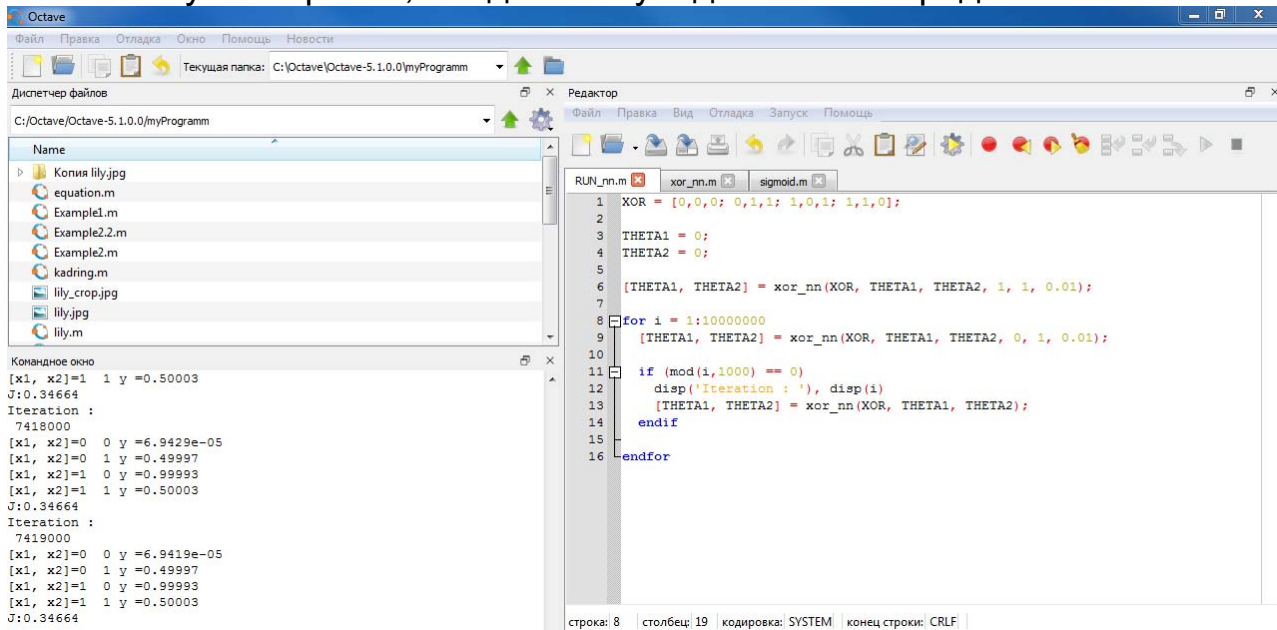 Octave
Файл Правка Отладка Окно Помощь Новости
Текущая папка: C:\Octave\Octave-5.1.0.0\myProgramm
Диспетчер файлов
C:/Octave/Octave-5.1.0.0/myProgramm
Name
Копия lily.jpg
equation.m
Example1.m
Example2.2.m
Example2.m
kadring.m
lily_crop.jpg
lily.jpg
lily.m
Командное окно
[x1, x2]=1 1 y =0.50003
J:0.34664
Iteration :
7418000
[x1, x2]=0 0 y =6.9429e-05
[x1, x2]=0 1 y =0.49997
[x1, x2]=1 0 y =0.99993
[x1, x2]=1 1 y =0.50003
J:0.34664
Iteration :
7419000
[x1, x2]=0 0 y =6.9419e-05
[x1, x2]=0 1 y =0.49997
[x1, x2]=1 0 y =0.99993
[x1, x2]=1 1 y =0.50003
J:0.34664
Редактор
Файл Правка Вид Отладка Запуск Помощь
RUN_nn.m xor_nn.m sigmoid.m
1 XOR = [0,0,0; 0,1,1; 1,0,1; 1,1,0];
2
3 THETA1 = 0;
4 THETA2 = 0;
5
6 [THETA1, THETA2] = xor_nn(XOR, THETA1, THETA2, 1, 1, 0.01);
7
8 for i = 1:10000000
9 [THETA1, THETA2] = xor_nn(XOR, THETA1, THETA2, 0, 1, 0.01);
10
11 if (mod(i,1000) == 0)
12 disp('Iteration : '), disp(i)
13 [THETA1, THETA2] = xor_nn(XOR, THETA1, THETA2);
14 endif
15
16 endfor
строка: 8 столбец: 19 кодировка: SYSTEM конец строки: CRLF